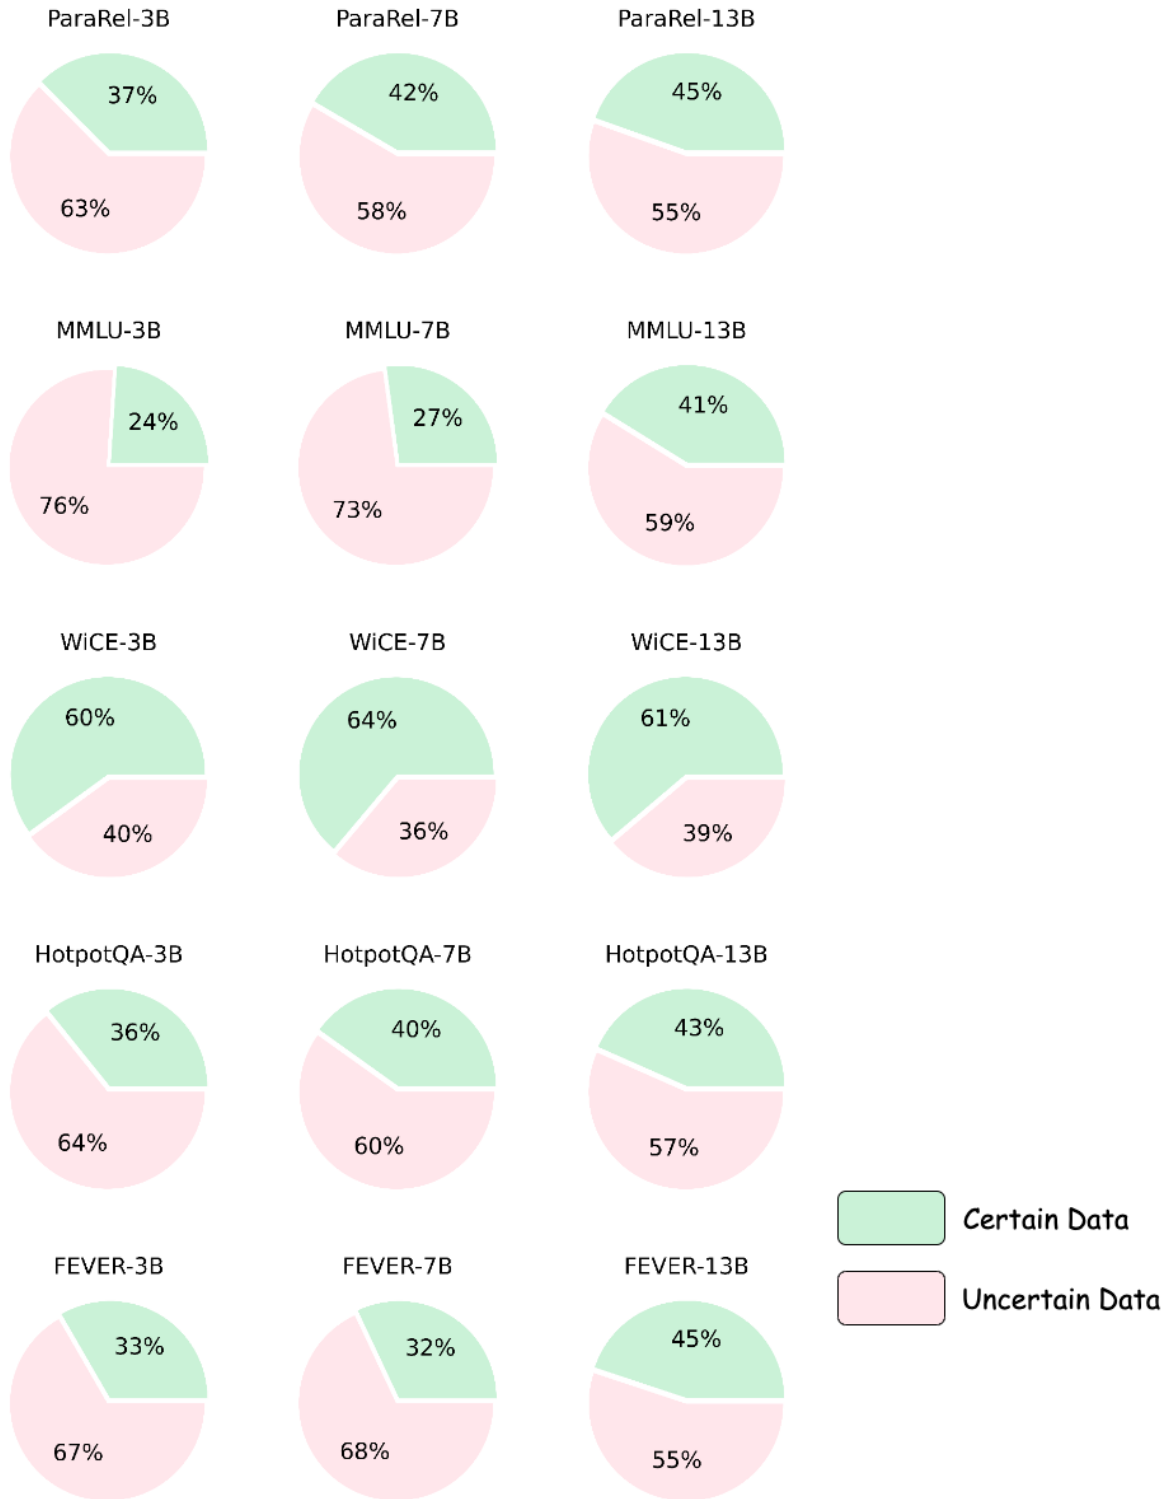 ParaRel-3B ParaRel-7B ParaRel-13B
37% 42% 45%
63% 58% 55%
MMLU-3B MMLU-7B MMLU-13B
24% 27% 41%
76% 73% 59%
WiCE-3B WiCE-7B WiCE-13B
60% 64% 61%
40% 36% 39%
HotpotQA-3B HotpotQA-7B HotpotQA-13B
36% 40% 43%
64% 60% 57%
Certain Data
FEVER-3B FEVER-7B FEVER-13B
Uncertain Data
33% 32% 45%
67% 68% 55%